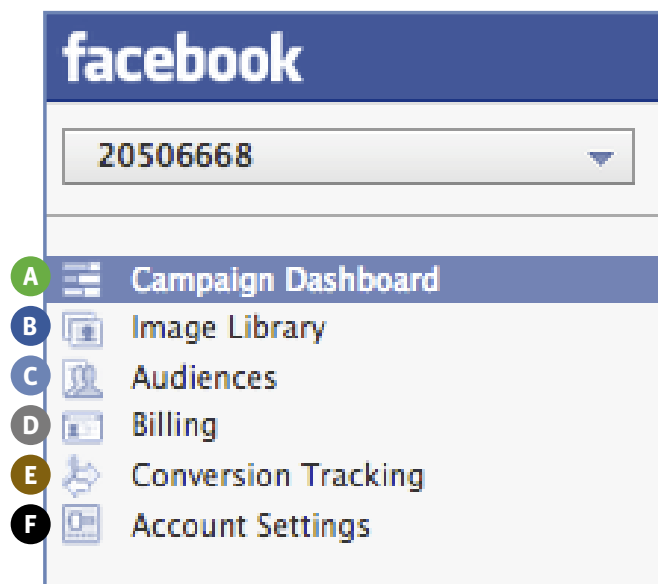 facebook
20506668
A Campaign Dashboard
B Image Library
C Audiences
D Billing
E Conversion Tracking
F Account Settings